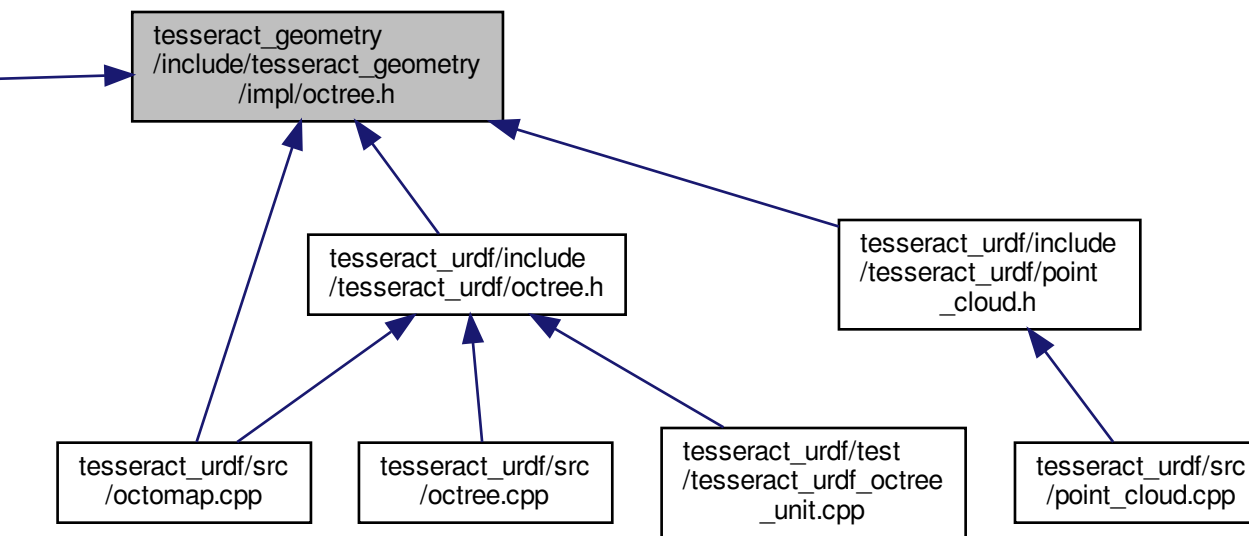 tesseract_geometry
/include/tesseract_geometry
/impl/octree.h
tesseract_urdf/include
/tesseract_urdf/octree.h
tesseract_urdf/include
/tesseract_urdf/point
_cloud.h
tesseract_urdf/src
/octomap.cpp
tesseract_urdf/src
/octree.cpp
tesseract_urdf/test
/tesseract_urdf_octree
_unit.cpp
tesseract_urdf/src
/point_cloud.cpp